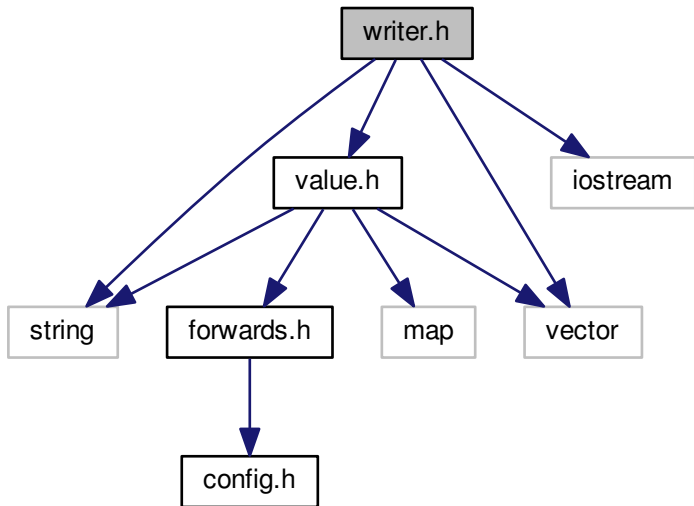 writer.h
value.h
iostream
string
forwards.h
map
vector
config.h